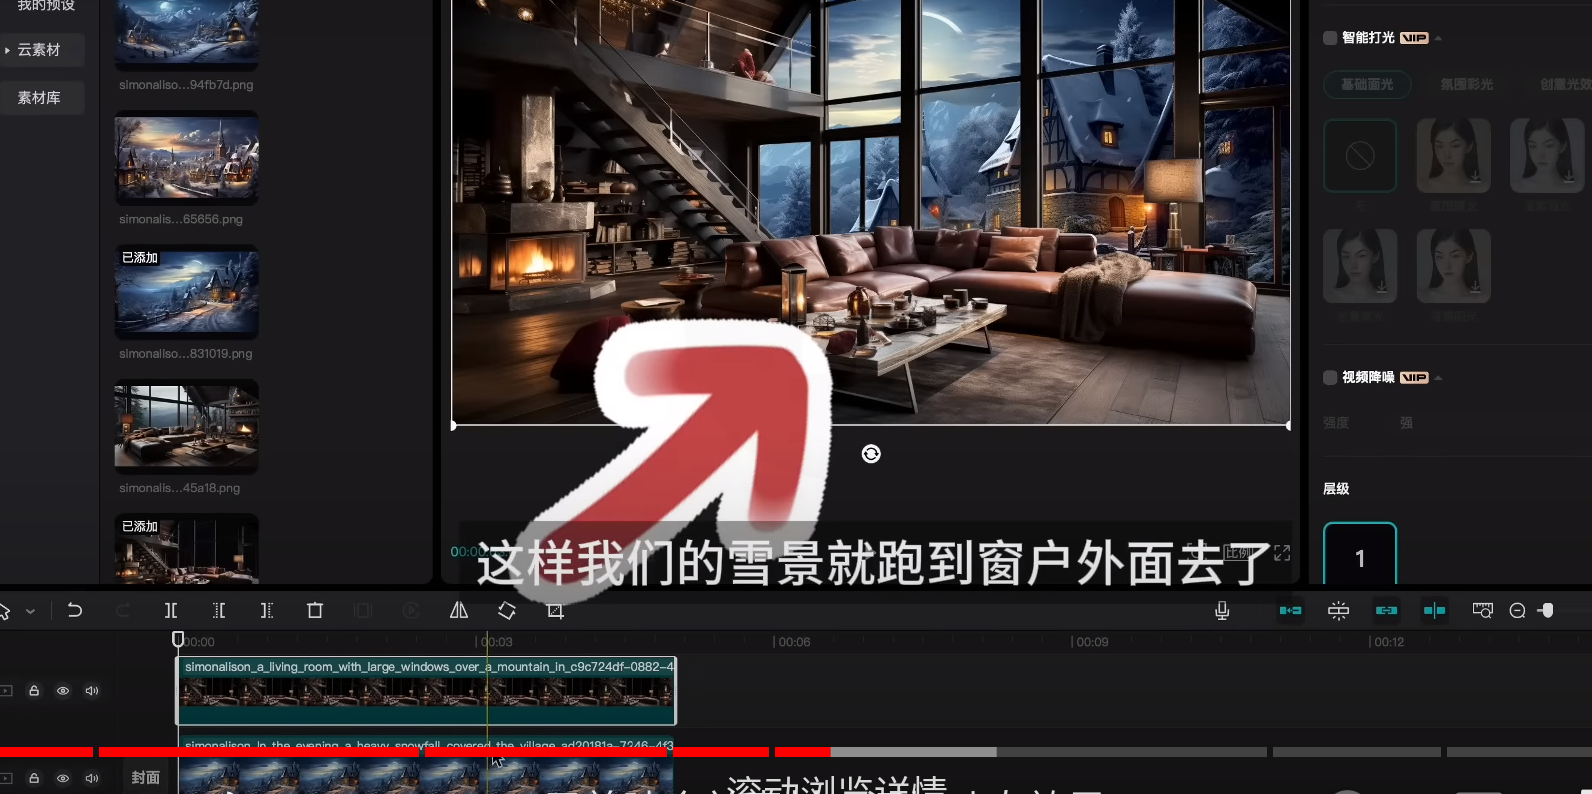 我的预设
云素材
素材库
simonaliso...94fb7d.png
simonalis...65656.png
已添加
simonaliso...831019.png
simonalis...45a18.png
已添加
智能打光 VIP
基础面光
氛围彩光
创意光效
无
视频降噪 VIP
强度
强
层级
1
比例
这样我们的雪景就跑到窗户外面去了
00:00
00:03
00:06
00:09
00:12
simonalison_a_living_room_with_large_windows_over_a_mountain_in_c9c724df-0882-4
simonalison_In_the_evening_a_heavy_snowfall_covered_the_village_ad20181a-7246-4f3
封面
滚动浏览详情